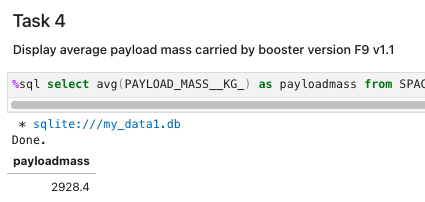 Task 4
Display average payload mass carried by booster version F9 v1.1
%sql select avg(PAYLOAD_MASS__KG_) as payloadmass from SPAC
* sqlite:///my_data1.db
Done.
payloadmass
2928.4